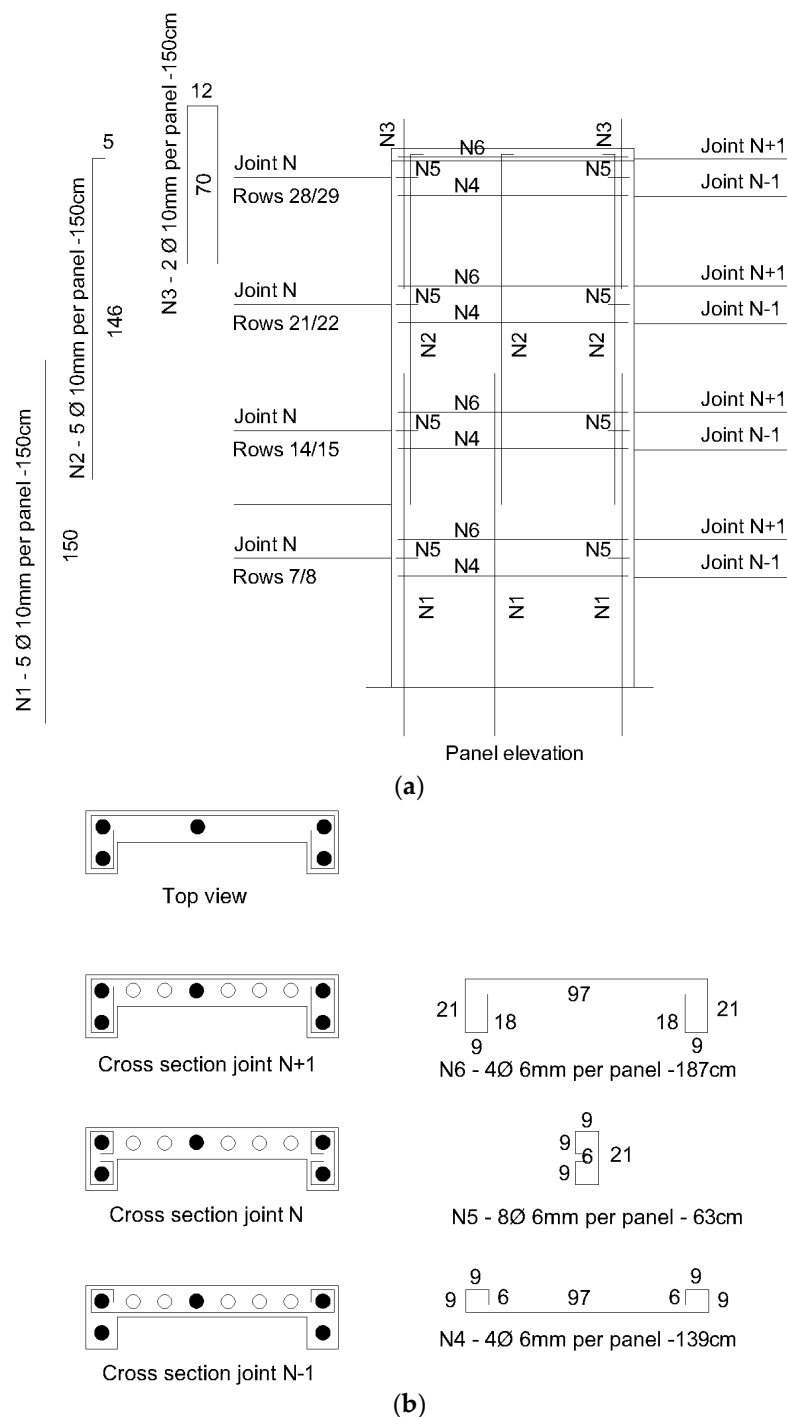 N1 - 5 Ø 10mm per panel -150cm
150
N2 - 5 Ø 10mm per panel -150cm
146
5
N3 - 2 Ø 10mm per panel -150cm
12
70
N3
N3
Joint N
Rows 28/29
N6
N5
N5
N4
Joint N+1
Joint N-1
Joint N
Rows 21/22
N6
N5
N5
N4
Joint N+1
Joint N-1
N2
N2
N2
Joint N
Rows 14/15
N6
N5
N5
N4
Joint N+1
Joint N-1
Joint N
Rows 7/8
N6
N5
N5
N4
Joint N+1
Joint N-1
N1
N1
N1
Panel elevation
(a)
Top view
Cross section joint N+1
21
97
21
18
18
9
9
N6 - 4Ø 6mm per panel -187cm
Cross section joint N
9
9
6
21
9
N5 - 8Ø 6mm per panel - 63cm
Cross section joint N-1
9
9
9
6
97
6
9
N4 - 4Ø 6mm per panel -139cm
(b)